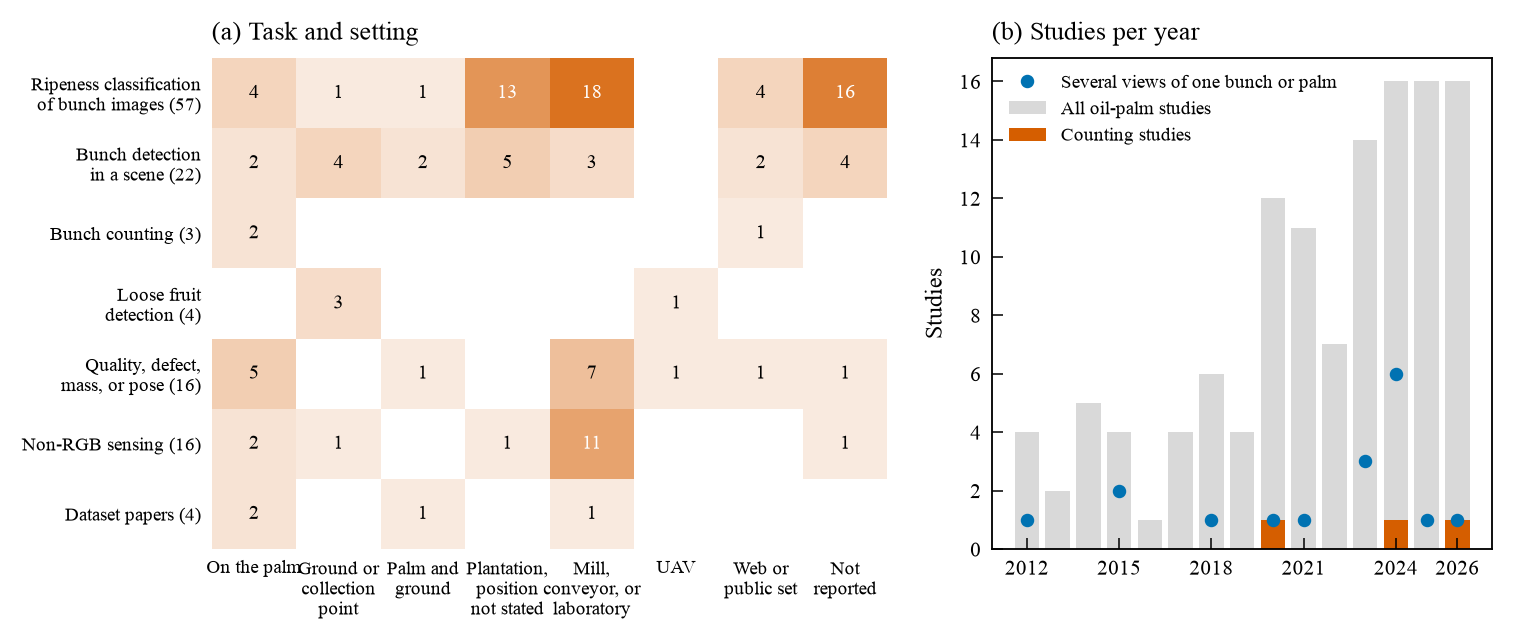 (a) Task and setting
Ripeness classification
of bunch images (57)
4 1 1 13 18 4 16
Bunch detection
in a scene (22)
2 4 2 5 3 2 4
Bunch counting (3)
2 1
Loose fruit
detection (4)
3 1
Quality, defect,
mass, or pose (16)
5 1 7 1 1 1
Non-RGB sensing (16)
2 1 1 11 1
Dataset papers (4)
2 1 1
On the palm
Ground or
collection
point
Palm and
ground
Plantation,
position
not stated
Mill,
conveyor, or
laboratory
UAV
Web or
public set
Not
reported
(b) Studies per year
Several views of one bunch or palm
All oil-palm studies
Counting studies
Studies
16
14
12
10
8
6
4
2
0
2012 2015 2018 2021 2024 2026